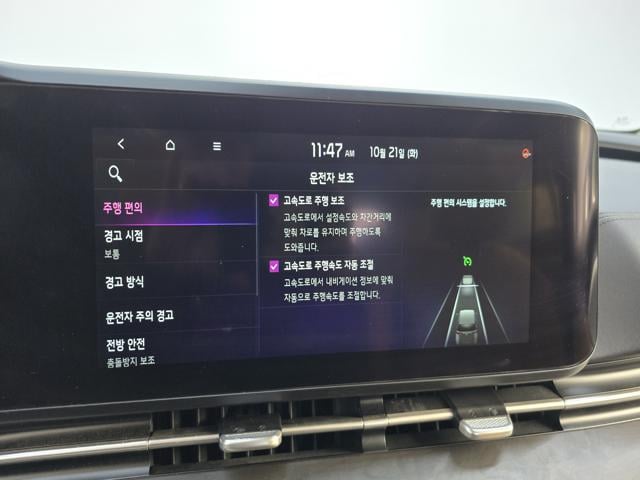 11:47 AM 10월 21일 (화)
운전자 보조
주행 편의
경고 시점
보통
경고 방식
운전자 주의 경고
전방 안전
충돌방지 보조
고속도로 주행 보조
고속도로에서 설정속도와 차간거리에
맞춰 차로를 유지하며 주행하도록
도와줍니다.
고속도로 주행속도 자동 조절
고속도로에서 내비게이션 정보에 맞춰
자동으로 주행속도를 조절합니다.
주행 편의 시스템을 설정합니다.